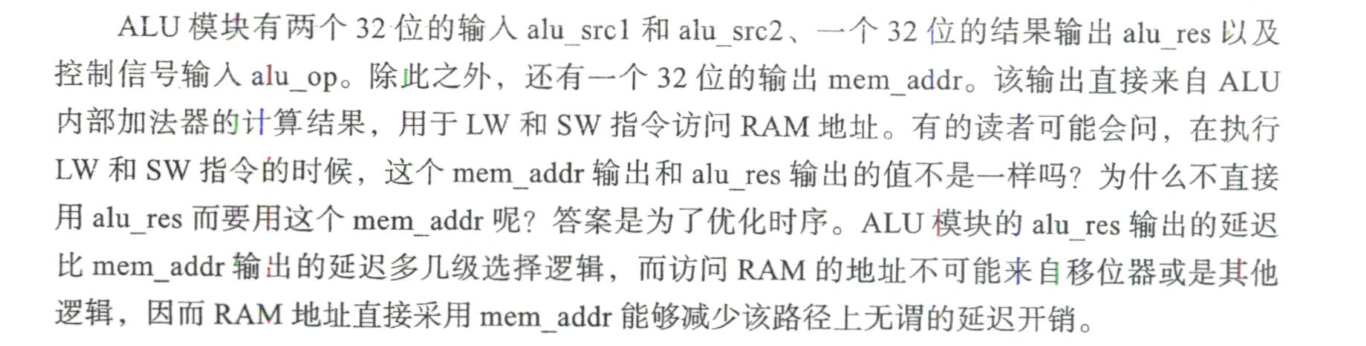 ALU 模块有两个 32 位的输入 alu_src1 和 alu_src2、一个 32 位的结果输出 alu_res 以及
控制信号输入 alu_op。除此之外，还有一个 32 位的输出 mem_addr。该输出直接来自 ALU
内部加法器的计算结果，用于 LW 和 SW 指令访问 RAM 地址。有的读者可能会问，在执行
LW 和 SW 指令的时候，这个 mem_addr 输出和 alu_res 输出的值不是一样吗？为什么不直接
用 alu_res 而要用这个 mem_addr 呢？答案是为了优化时序。ALU 模块的 alu_res 输出的延迟
比 mem_addr 输出的延迟多几级选择逻辑，而访问 RAM 的地址不可能来自移位器或是其他
逻辑，因而 RAM 地址直接采用 mem_addr 能够减少该路径上无谓的延迟开销。